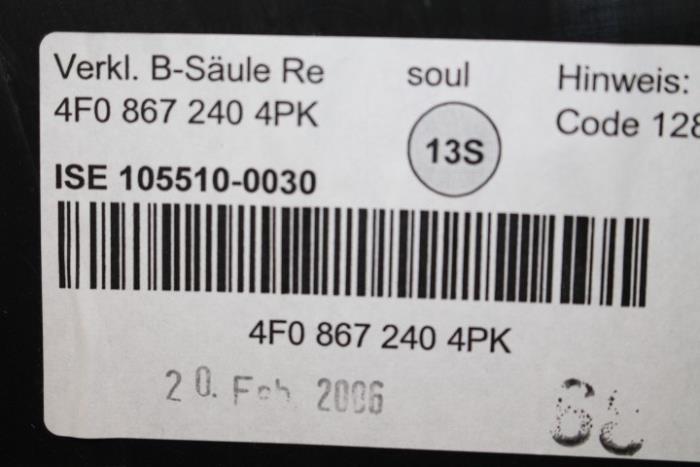 Verkl. B-Säule Re soul Hinweis:
4F0 867 240 4PK Code 128
13S
ISE 105510-0030
4F0 867 240 4PK
20. Feb. 2006